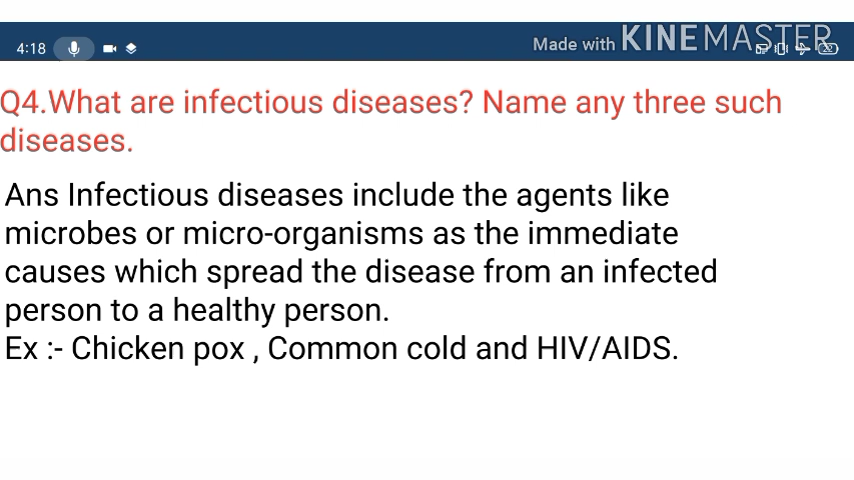 4:18
Made with KINEMASTER
Q4.What are infectious diseases? Name any three such
diseases.
Ans Infectious diseases include the agents like
microbes or micro-organisms as the immediate
causes which spread the disease from an infected
person to a healthy person.
Ex :- Chicken pox , Common cold and HIV/AIDS.